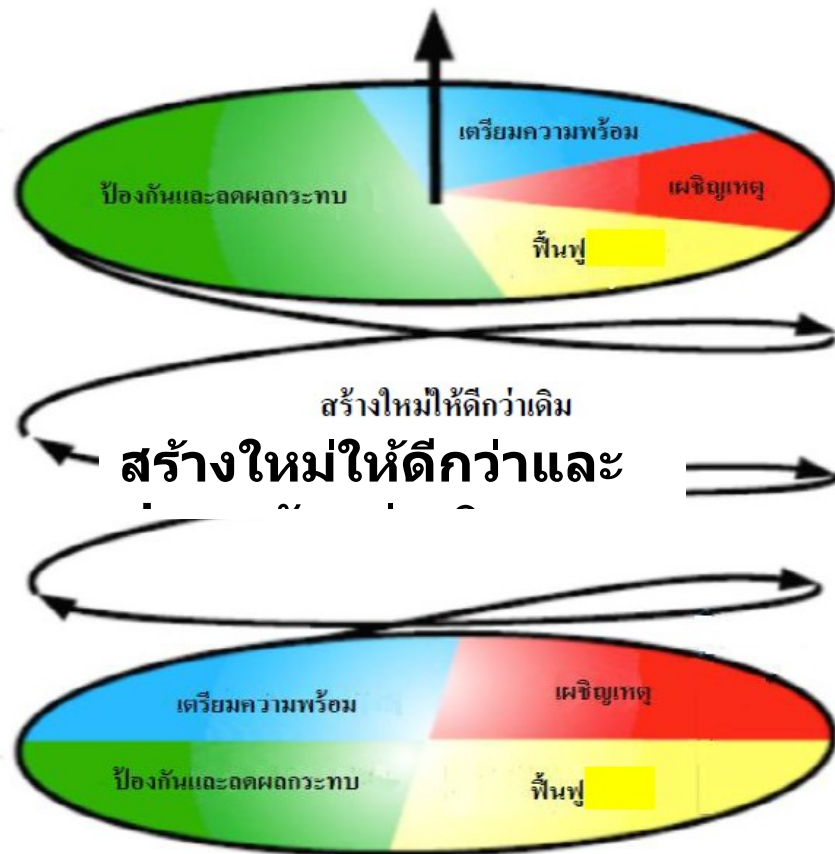 เตรียมความพร้อม
ป้องกันและลดผลกระทบ
เผชิญเหตุ
ฟื้นฟู
สร้างใหม่ให้ดีกว่าเดิม
สร้างใหม่ให้ดีกว่าและ
เตรียมความพร้อม
เผชิญเหตุ
ป้องกันและลดผลกระทบ
ฟื้นฟู